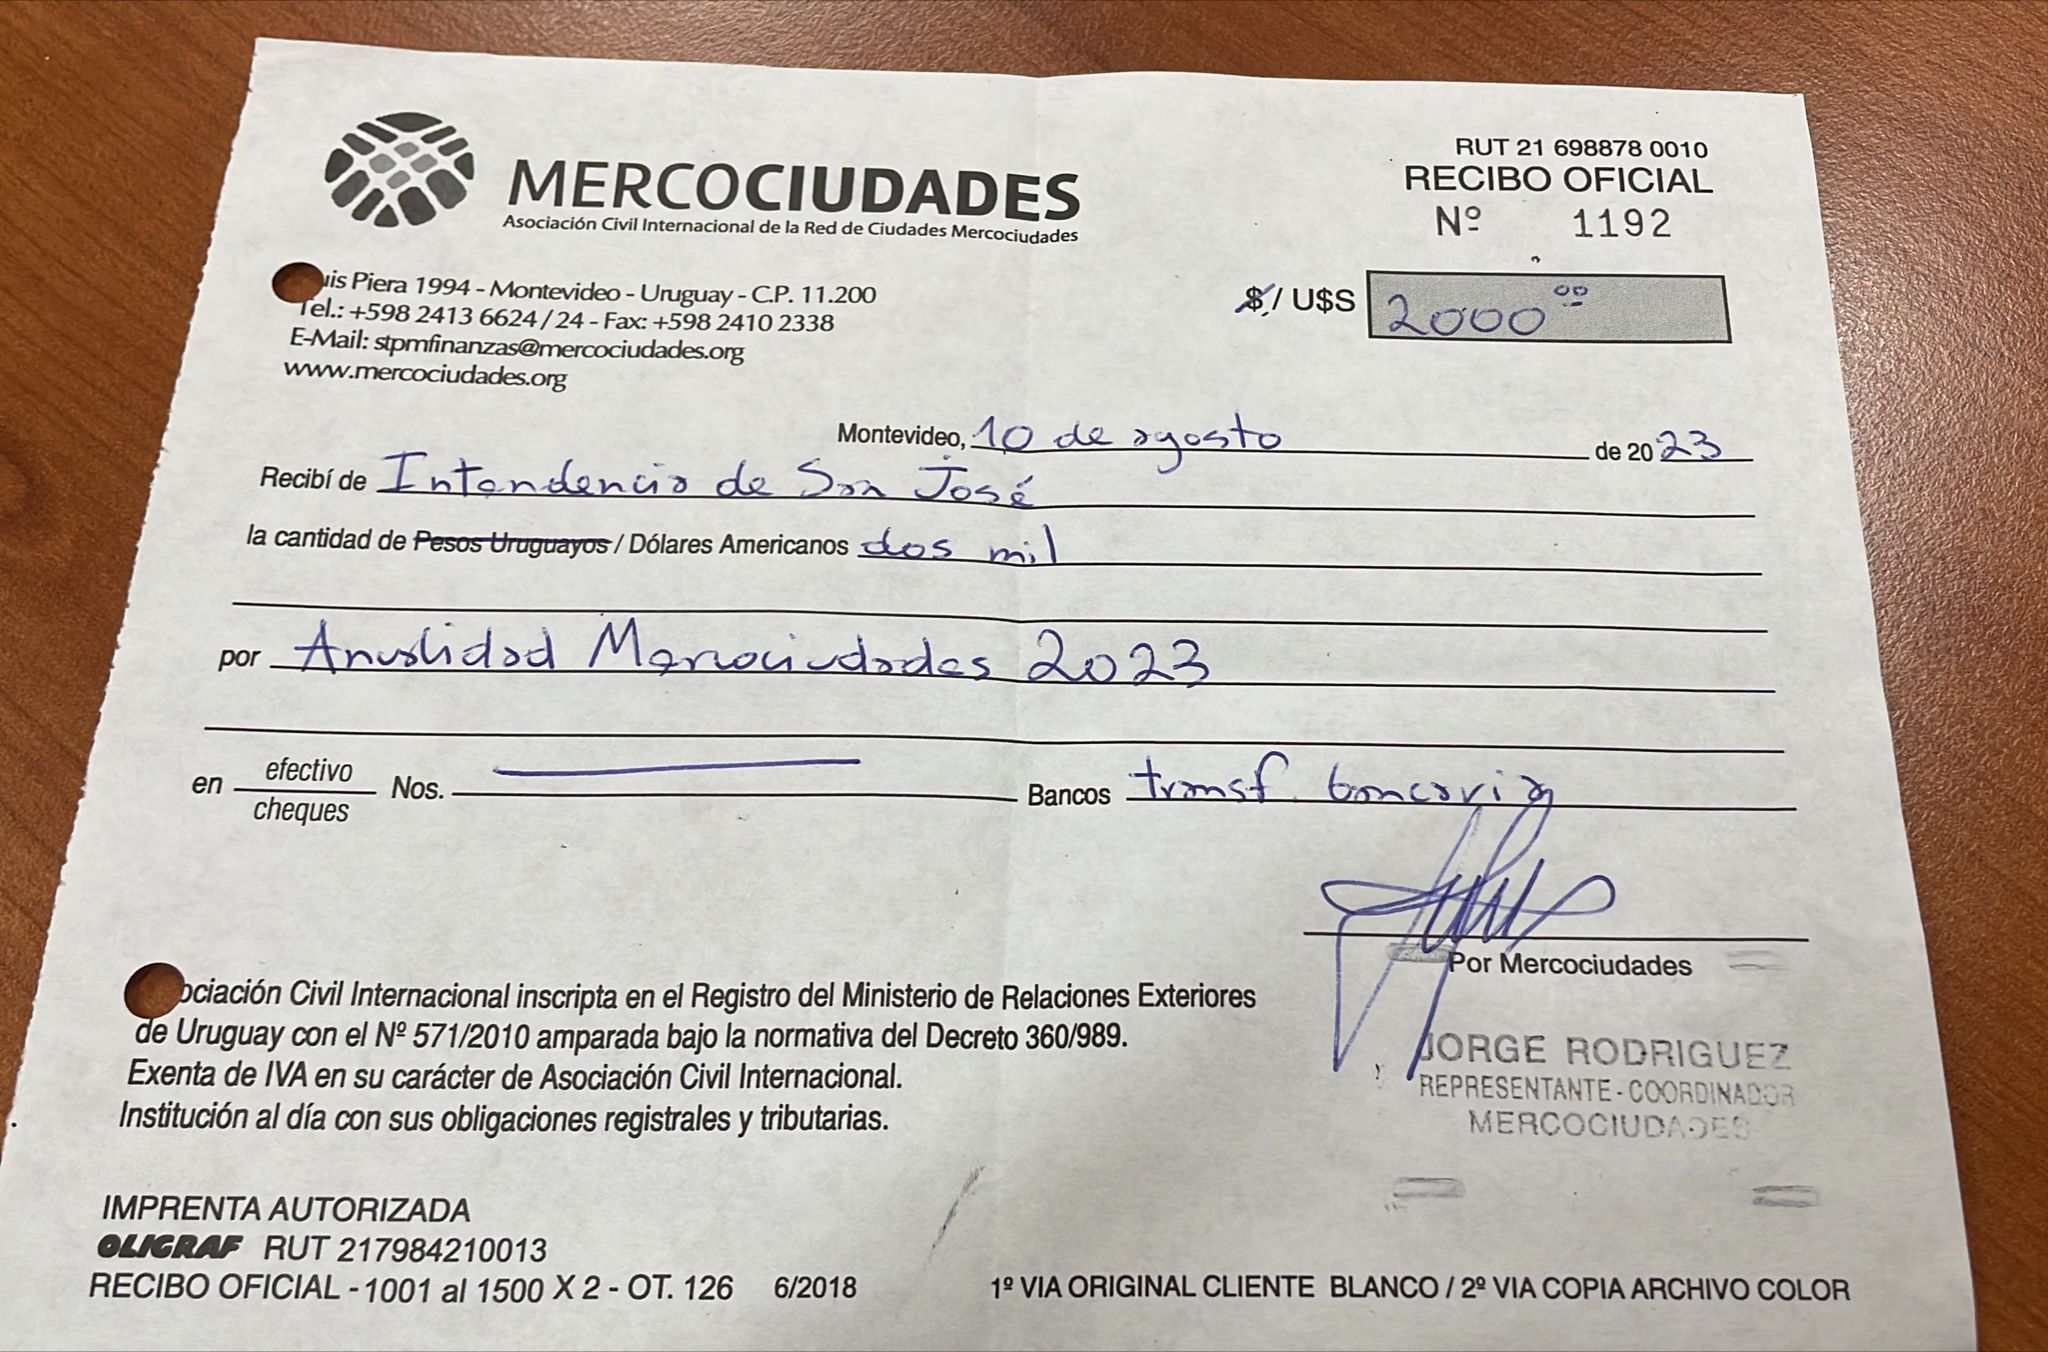 MERCOCIUDADES
Asociación Civil Internacional de la Red de Ciudades Mercociudades
RUT 21 698878 0010
RECIBO OFICIAL
Nº 1192
uis Piera 1994 - Montevideo - Uruguay - C.P. 11.200
Tel.: +598 2413 6624 / 24 - Fax: +598 2410 2338
E-Mail: stpmfinanzas@mercociudades.org
www.mercociudades.org
$ / U$S 2000 00
Montevideo, 10 de agosto de 2023
Recibí de Intendencia de San José
la cantidad de Pesos Uruguayos / Dólares Americanos dos mil
por Anualidad Mercociudades 2023
en efectivo
cheques
Nos. Bancos transf. bancaria
Por Mercociudades
JORGE RODRIGUEZ
REPRESENTANTE - COORDINADOR
MERCOCIUDADES
ociación Civil Internacional inscripta en el Registro del Ministerio de Relaciones Exteriores
de Uruguay con el Nº 571/2010 amparada bajo la normativa del Decreto 360/989.
Exenta de IVA en su carácter de Asociación Civil Internacional.
Institución al día con sus obligaciones registrales y tributarias.
IMPRENTA AUTORIZADA
OLIGRAF RUT 217984210013
RECIBO OFICIAL - 1001 al 1500 X 2 - OT. 126 6/2018
1º VIA ORIGINAL CLIENTE BLANCO / 2º VIA COPIA ARCHIVO COLOR